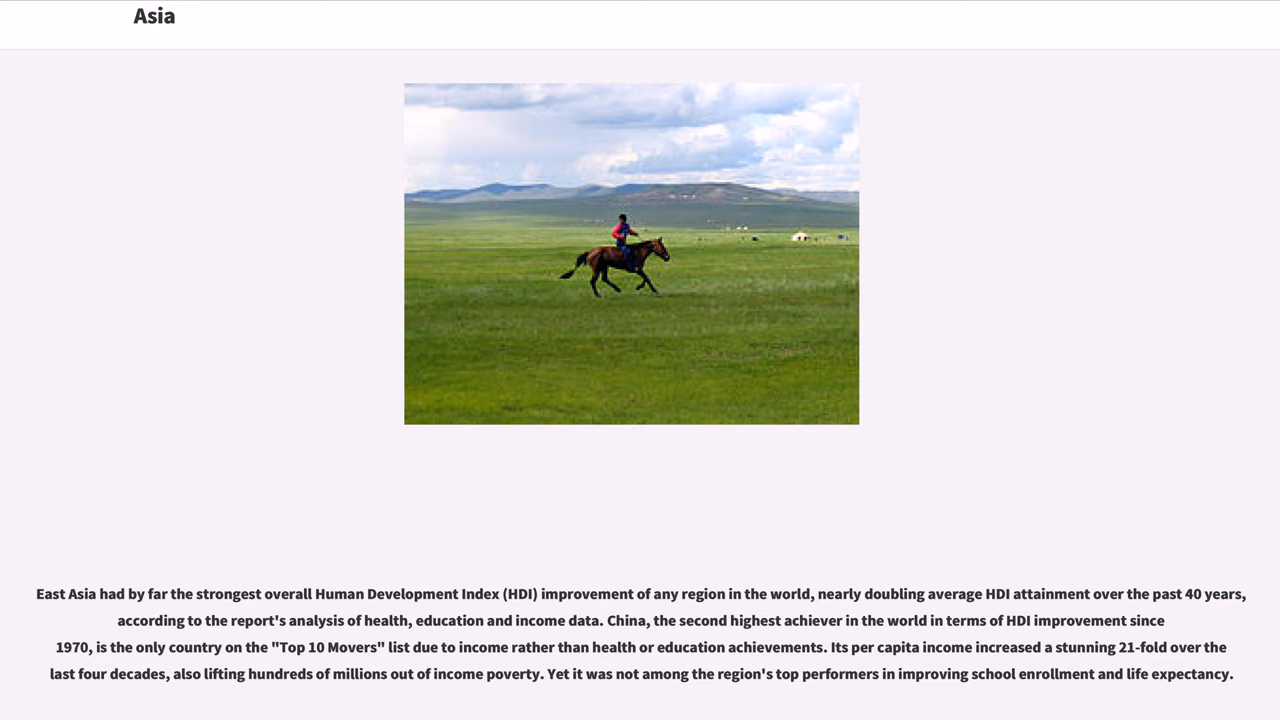 Asia
East Asia had by far the strongest overall Human Development Index (HDI) improvement of any region in the world, nearly doubling average HDI attainment over the past 40 years,
according to the report's analysis of health, education and income data. China, the second highest achiever in the world in terms of HDI improvement since
1970, is the only country on the "Top 10 Movers" list due to income rather than health or education achievements. Its per capita income increased a stunning 21-fold over the
last four decades, also lifting hundreds of millions out of income poverty. Yet it was not among the region's top performers in improving school enrollment and life expectancy.